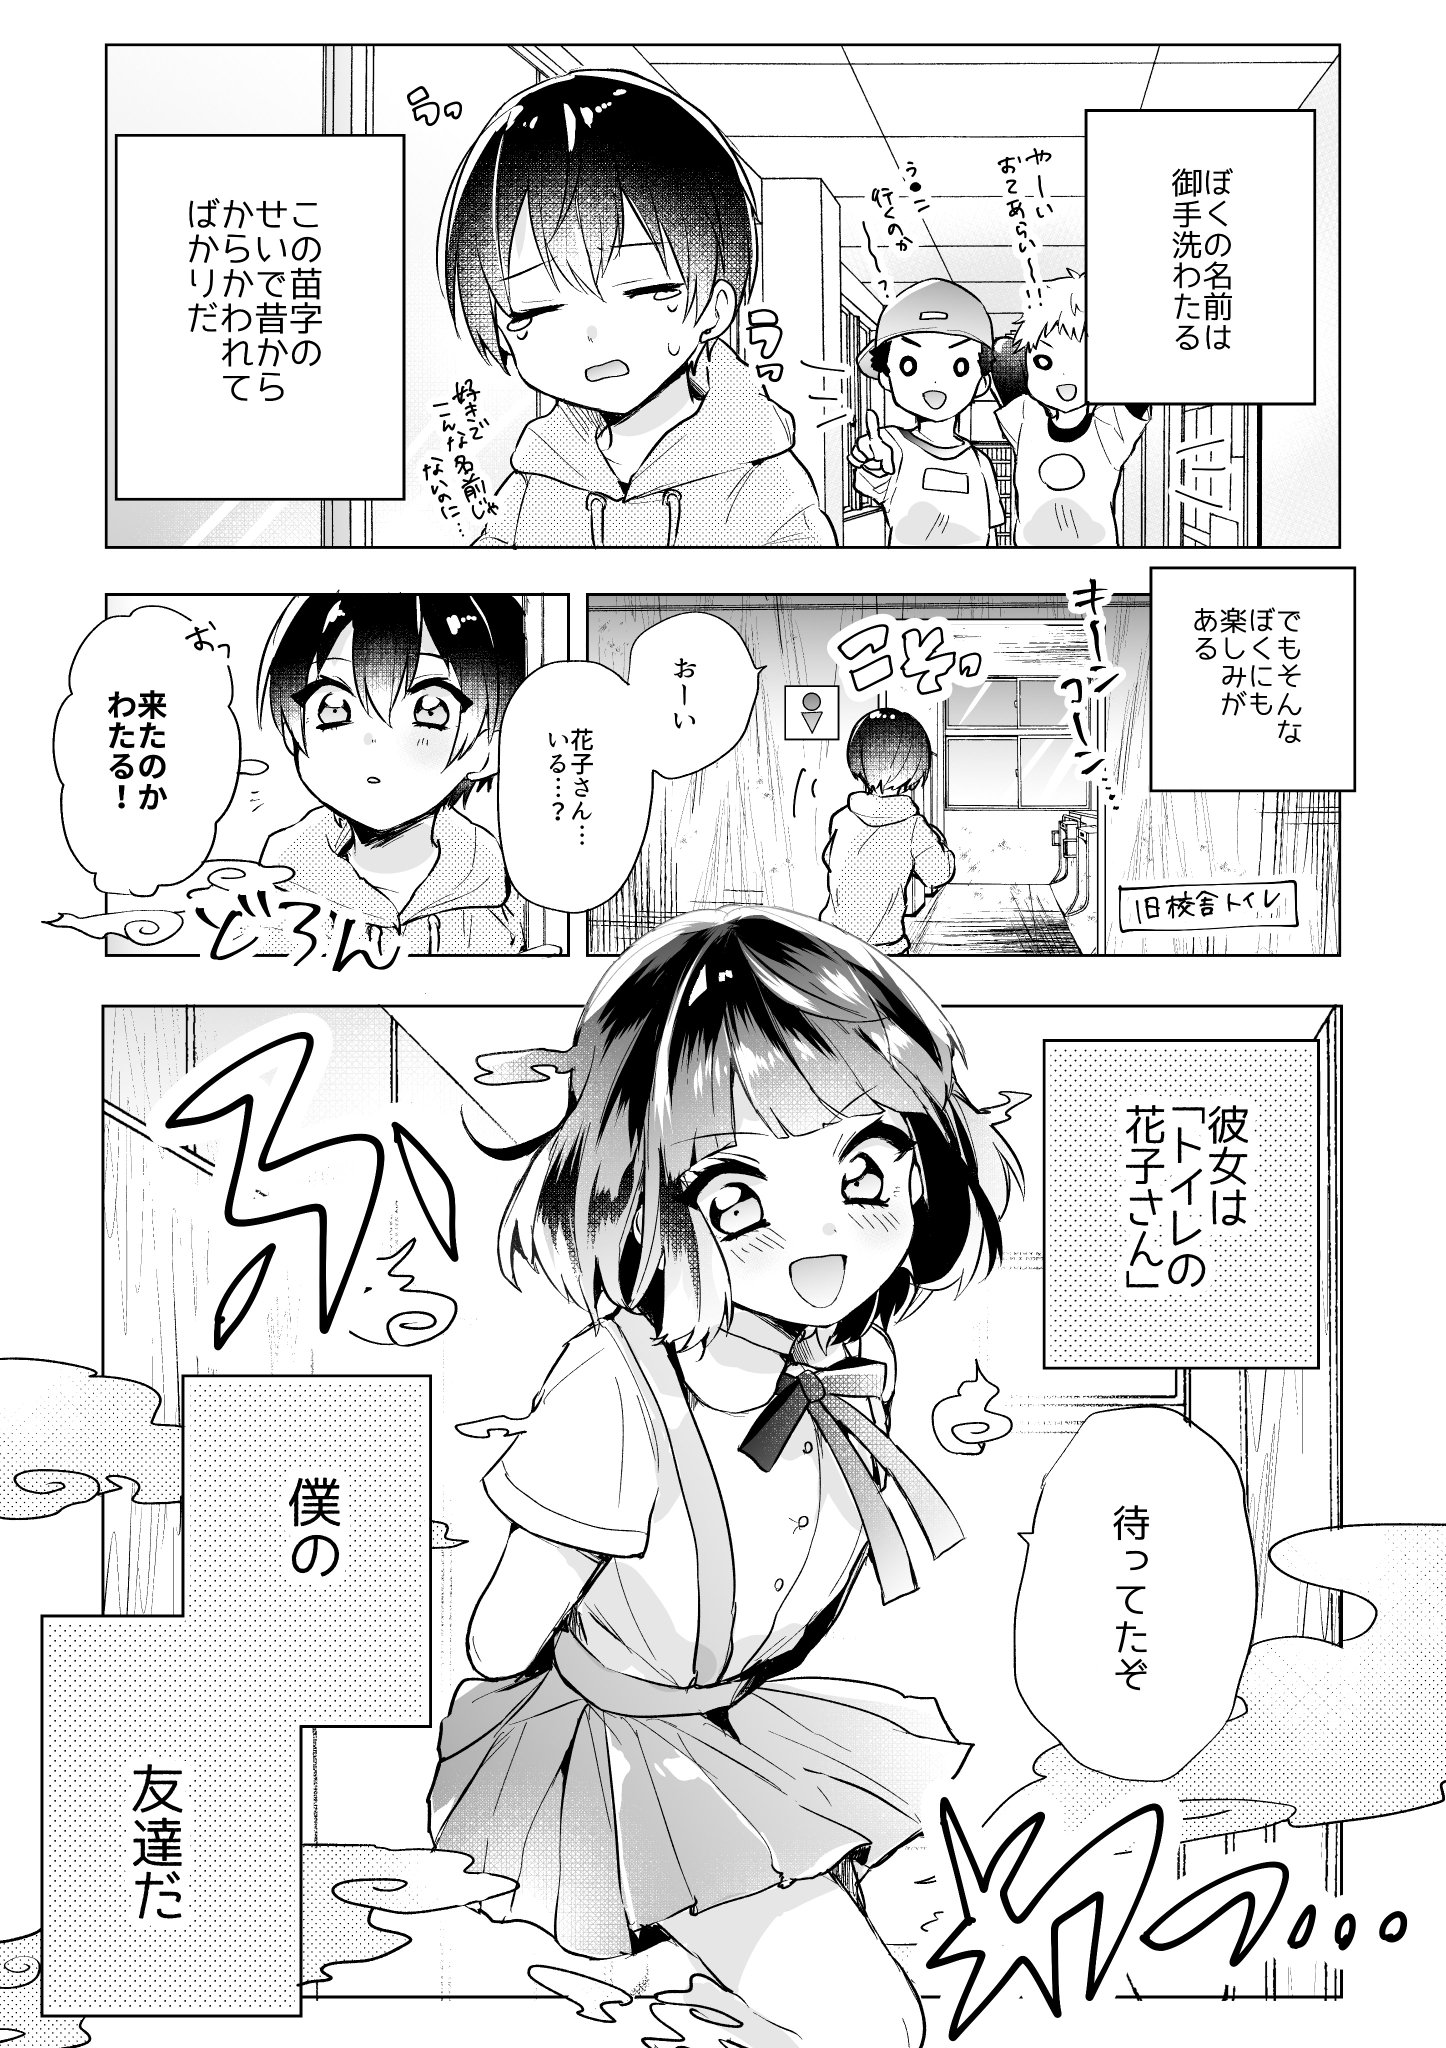 ぼくの名前は
御手洗わたる
やーい
おてあらいー!!
う●こ
行くのか
ーっ?
うっ
うっ
好きで
こんな名前じゃ
ないのに…
この苗字の
せいで昔から
からかわれて
ばかりだ
でもそんな
ぼくにも
楽しみが
ある
キーンコーン…
こそっ
旧校舎トイレ
おーい
花子さん…
いる…?
おっ
来たのか
わたる!
どろん
彼女は
「トイレの
花子さん」
ふわっ…
待ってたぞ
僕の
友達だ